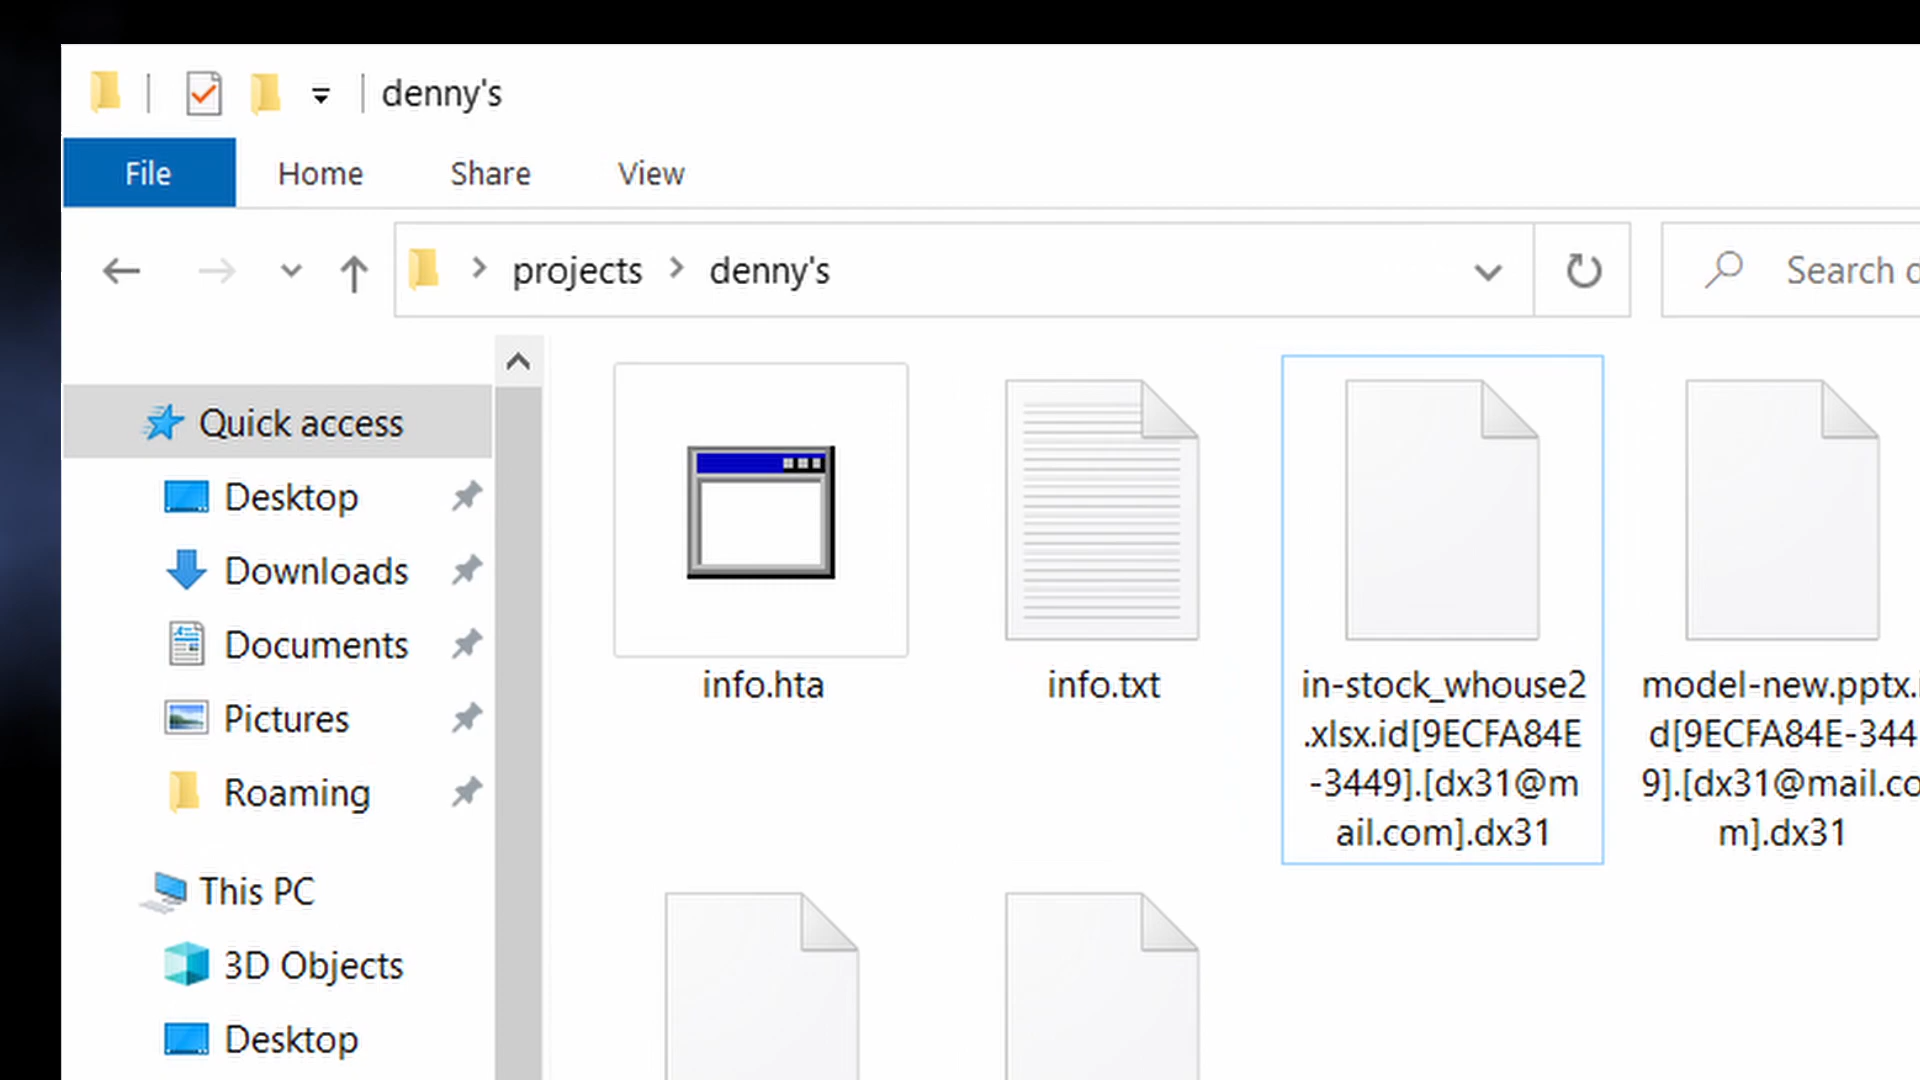 denny's
File Home Share View
projects denny's
Search d
Quick access
Desktop
Downloads
Documents
Pictures
Roaming
This PC
3D Objects
Desktop
info.hta
info.txt
in-stock_whouse2
.xlsx.id[9ECFA84E
-3449].[dx31@m
ail.com].dx31
model-new.pptx.i
d[9ECFA84E-344
9].[dx31@mail.co
m].dx31